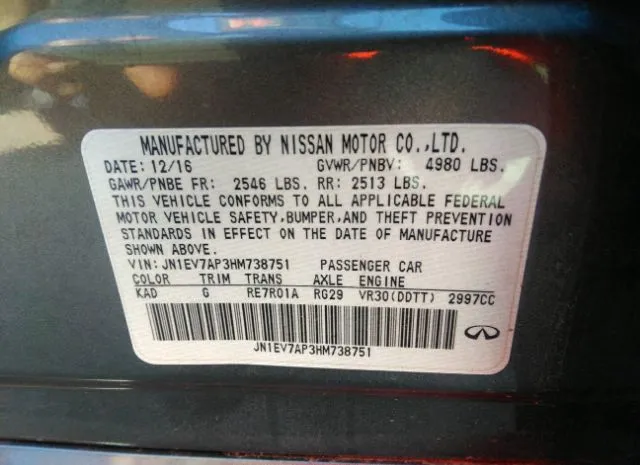 MANUFACTURED BY NISSAN MOTOR CO.,LTD.
DATE: 12/16 GVWR/PNBV: 4980 LBS.
GAWR/PNBE FR: 2546 LBS. RR: 2513 LBS.
THIS VEHICLE CONFORMS TO ALL APPLICABLE FEDERAL
MOTOR VEHICLE SAFETY,BUMPER,AND THEFT PREVENTION
STANDARDS IN EFFECT ON THE DATE OF MANUFACTURE
SHOWN ABOVE.
VIN: JN1EV7AP3HM738751 PASSENGER CAR
COLOR TRIM TRANS AXLE ENGINE
KAD G RE7R01A RG29 VR30(DDTT) 2997CC
JN1EV7AP3HM738751